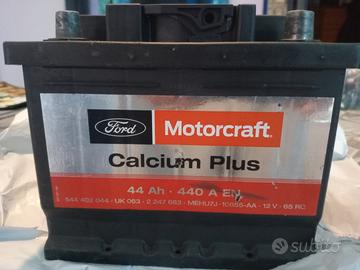 Ford
Motorcraft
Calcium Plus
44 Ah · 440 A EN
544 402 044 · UK 063 · 2 247 663 · MEHU7J-10655-AA · 12 V · 65 RC
subito